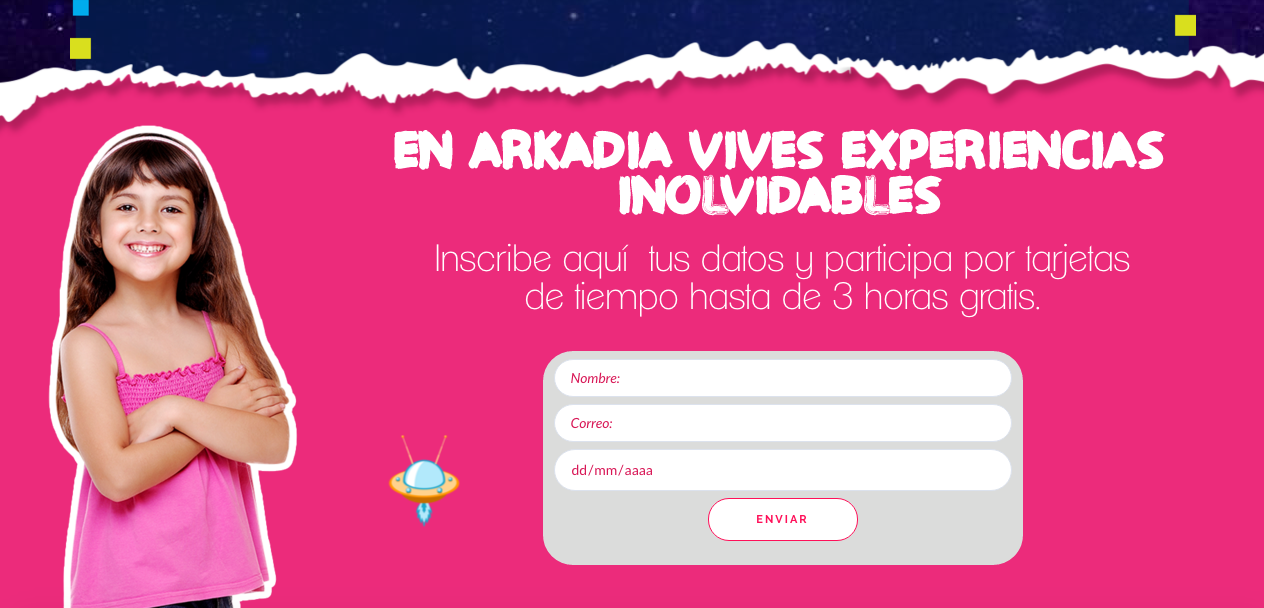 EN ARKADIA VIVES EXPERIENCIAS
INOLVIDABLES
Inscribe aquí tus datos y participa por tarjetas
de tiempo hasta de 3 horas gratis.
Nombre:
Correo:
dd/mm/aaaa
ENVIAR